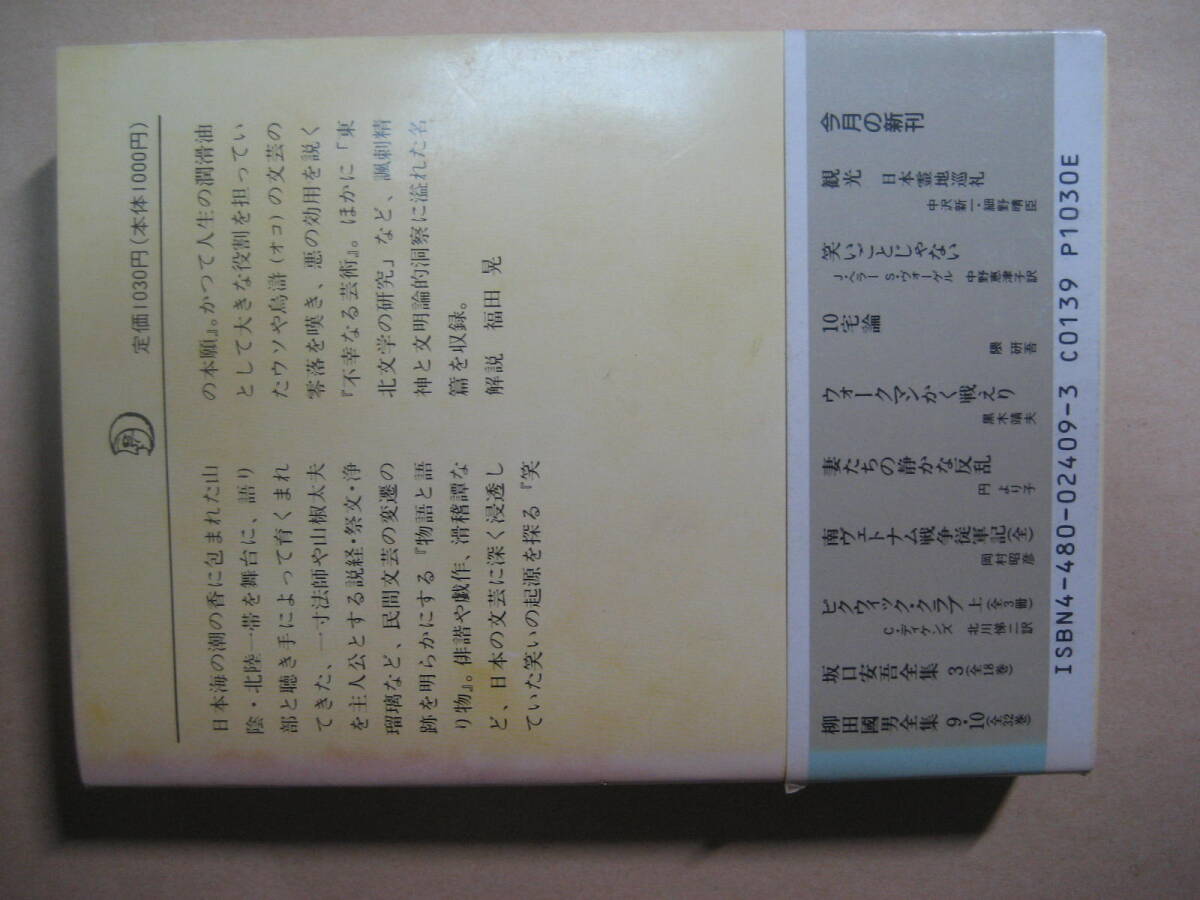 定価1030円(本体1000円)
日本海の潮の香に包まれた山
陰・北陸一帯を舞台に、語り
部と聴き手によって育くまれ
てきた、一寸法師や山椒太夫
を主人公とする説経・祭文・浄
瑠璃など、民間文芸の変遷の
跡を明らかにする『物語と語
り物』。俳諧や戯作、滑稽譚な
ど、日本の文芸に深く浸透し
ていた笑いの起源を探る『笑
の本願』。かつて人生の潤滑油
として大きな役割を担ってい
たウソや烏滸(オコ)の文芸の
零落を嘆き、悪の効用を説く
『不幸なる芸術』。ほかに「東
北文学の研究」など、諷刺精
神と文明論的洞察に溢れた名
篇を収録。
解説 福田 晃
今月の新刊
観光 日本霊地巡礼
中沢新一・細野晴臣
笑いごとじゃない
J・ヘラー S・ヴォーゲル 中野恵津子訳
10宅論
隈 研吾
ウォークマンかく戦えり
黒木靖夫
妻たちの静かな反乱
円 より子
南ヴェトナム戦争従軍記(全)
岡村昭彦
ピクウィック・クラブ 上(全3冊)
C・ディケンズ 北川悌二訳
坂口安吾全集 3(全18巻)
柳田國男全集 9・10(全32巻)
ISBN4-480-02409-3 C0139 P1030E